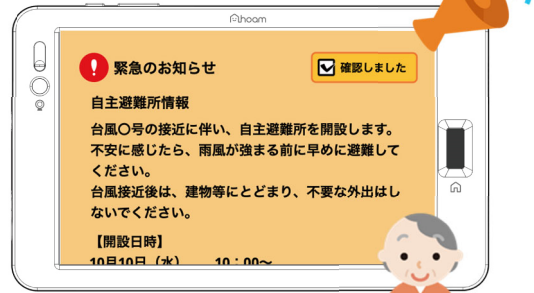 hoam
緊急のお知らせ
確認しました
自主避難所情報
台風〇号の接近に伴い、自主避難所を開設します。
不安に感じたら、雨風が強まる前に早めに避難して
ください。
台風接近後は、建物等にとどまり、不要な外出はし
ないでください。
【開設日時】
10月10日（水） 10：00～